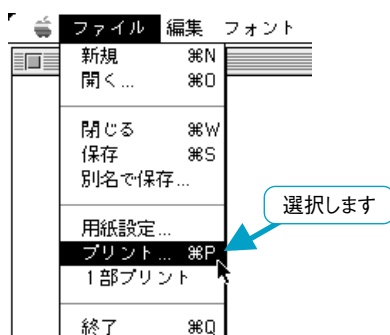 ファイル 編集 フォント
新規 ⌘N
開く... ⌘O
閉じる ⌘W
保存 ⌘S
別名で保存...
用紙設定...
プリント... ⌘P
選択します
1部プリント
終了 ⌘Q